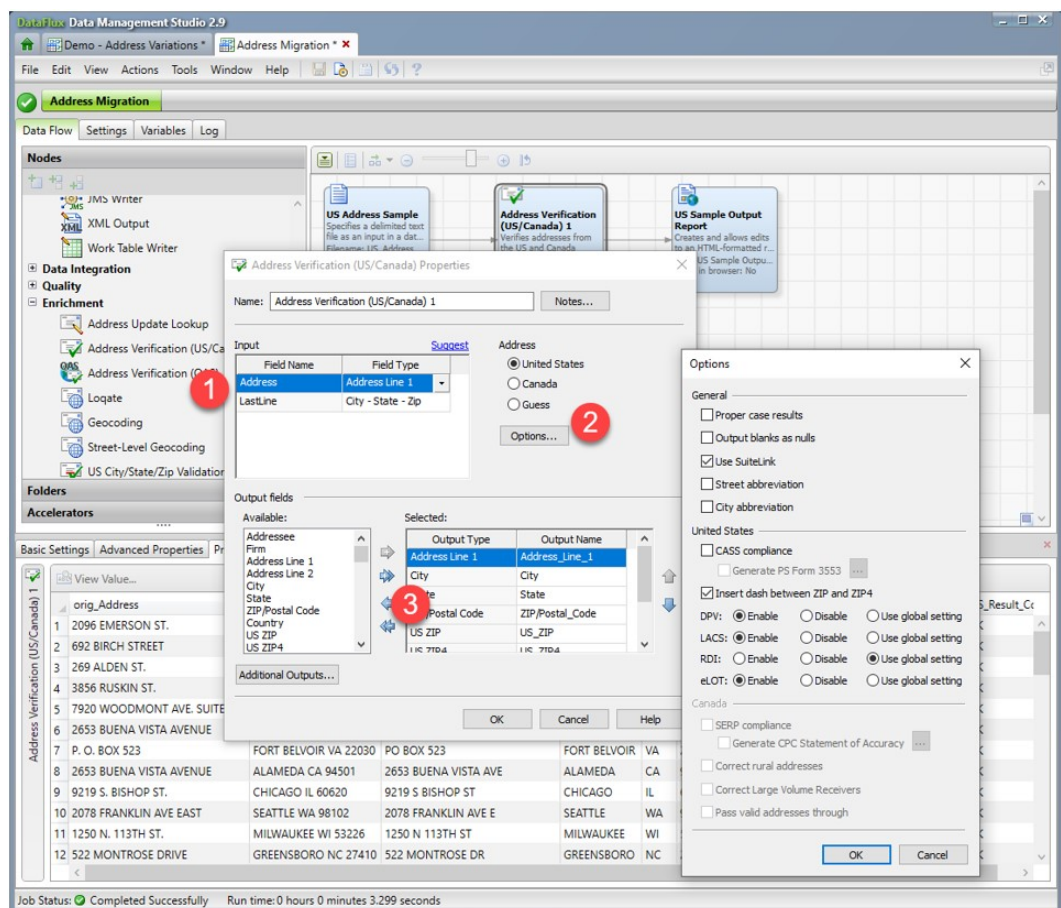 DataFlux Data Management Studio 2.9
Demo - Address Variations * Address Migration *
File Edit View Actions Tools Window Help
Address Migration
Data Flow Settings Variables Log
Nodes
JMS Writer
XML Output
Work Table Writer
Data Integration
Quality
Enrichment
Address Update Lookup
Address Verification (US/Ca
Address Verification (QAS)
Loqate
Geocoding
Street-Level Geocoding
US City/State/Zip Validation
Folders
Accelerators
US Address Sample
Specifies a delimited text
file as an input in a dat...
Filename: US Address
Address Verification
(US/Canada) 1
Verifies addresses from
the US and Canada
US Sample Output
Report
Creates and allows edits
to an HTML-formatted r...
US Sample Outpu...
in browser: No
Address Verification (US/Canada) Properties
Name: Address Verification (US/Canada) 1 Notes...
Input Suggest
Field Name Field Type
Address Address Line 1
LastLine City - State - Zip
1
Address
United States
Canada
Guess
Options...
2
Output fields
Available:
Addressee
Firm
Address Line 1
Address Line 2
City
State
ZIP/Postal Code
Country
US ZIP
US ZIP4
Selected:
Output Type Output Name
Address Line 1 Address_Line_1
City City
State
/Postal Code ZIP/Postal_Code
US ZIP US_ZIP
US ZIP4 US_ZIP4
3
Additional Outputs...
OK Cancel Help
Options
General
Proper case results
Output blanks as nulls
Use SuiteLink
Street abbreviation
City abbreviation
United States
CASS compliance
Generate PS Form 3553 ...
Insert dash between ZIP and ZIP4
DPV: Enable Disable Use global setting
LACS: Enable Disable Use global setting
RDI: Enable Disable Use global setting
eLOT: Enable Disable Use global setting
Canada
SERP compliance
Generate CPC Statement of Accuracy ...
Correct rural addresses
Correct Large Volume Receivers
Pass valid addresses through
OK Cancel
Basic Settings Advanced Properties Pr
View Value...
Address Verification (US/Canada) 1
orig_Address S_Result_Cc
1 2096 EMERSON ST.
2 692 BIRCH STREET
3 269 ALDEN ST.
4 3856 RUSKIN ST.
5 7920 WOODMONT AVE. SUITE
6 2653 BUENA VISTA AVENUE
7 P. O. BOX 523 FORT BELVOIR VA 22030 PO BOX 523 FORT BELVOIR VA
8 2653 BUENA VISTA AVENUE ALAMEDA CA 94501 2653 BUENA VISTA AVE ALAMEDA CA
9 9219 S. BISHOP ST. CHICAGO IL 60620 9219 S BISHOP ST CHICAGO IL
10 2078 FRANKLIN AVE EAST SEATTLE WA 98102 2078 FRANKLIN AVE E SEATTLE WA
11 1250 N. 113TH ST. MILWAUKEE WI 53226 1250 N 113TH ST MILWAUKEE WI
12 522 MONTROSE DRIVE GREENSBORO NC 27410 522 MONTROSE DR GREENSBORO NC
Job Status: Completed Successfully Run time: 0 hours 0 minutes 3.299 seconds